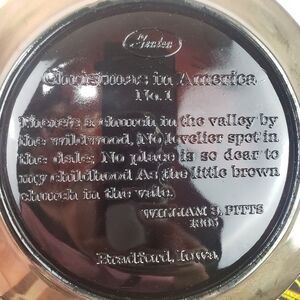 Fenton
Christmas in America
No. 1
There's a church in the valley by
the wildwood, No lovelier spot in
the dale; No place is so dear to
my childhood As the little brown
church in the vale.
WILLIAM S. PITTS
1865
Bradford, Iowa,